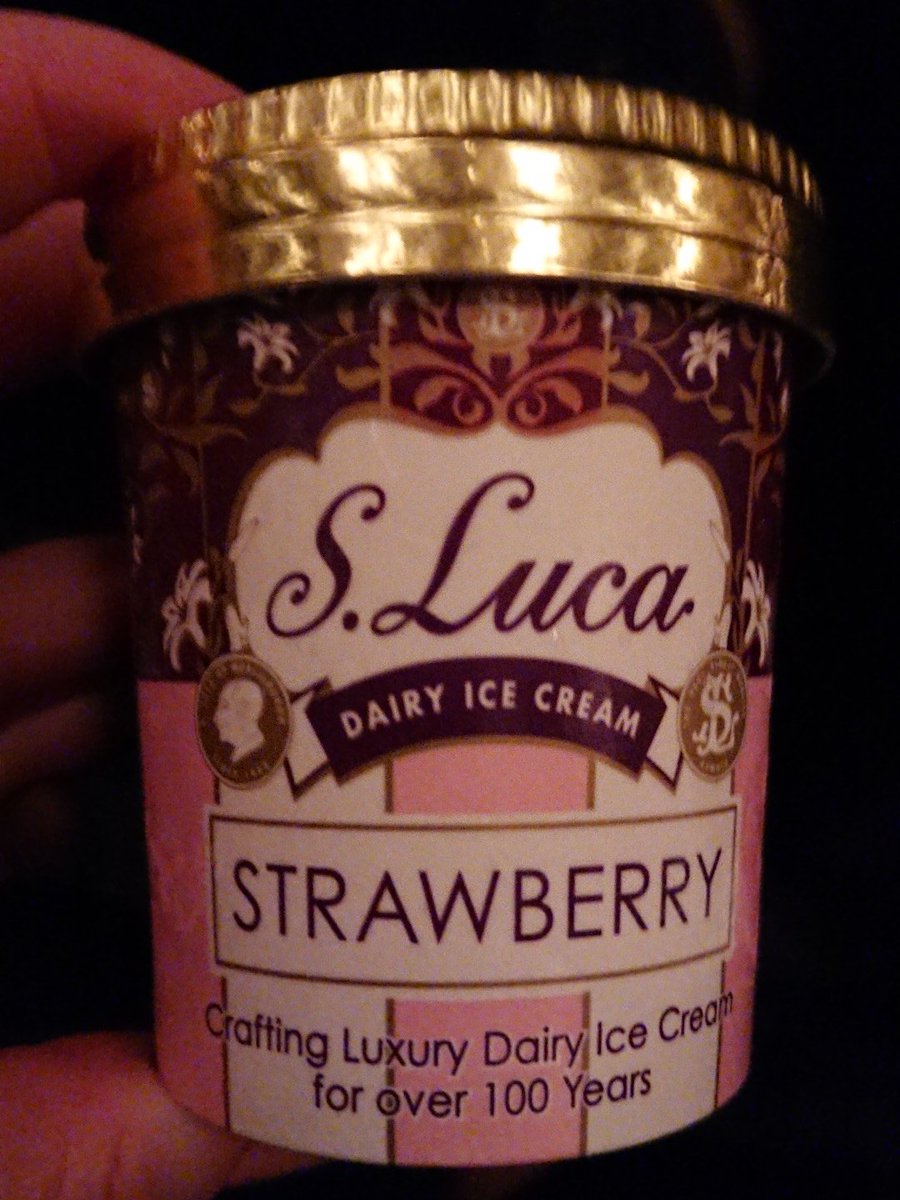 S. Luca
DAIRY ICE CREAM
STRAWBERRY
Crafting Luxury Dairy Ice Cream
for over 100 Years